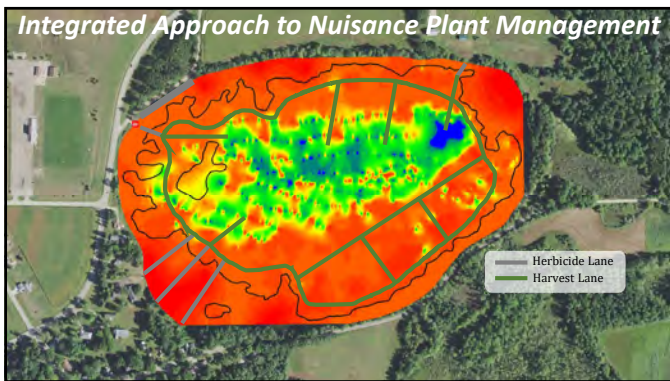 Integrated Approach to Nuisance Plant Management
Herbicide Lane
Harvest Lane